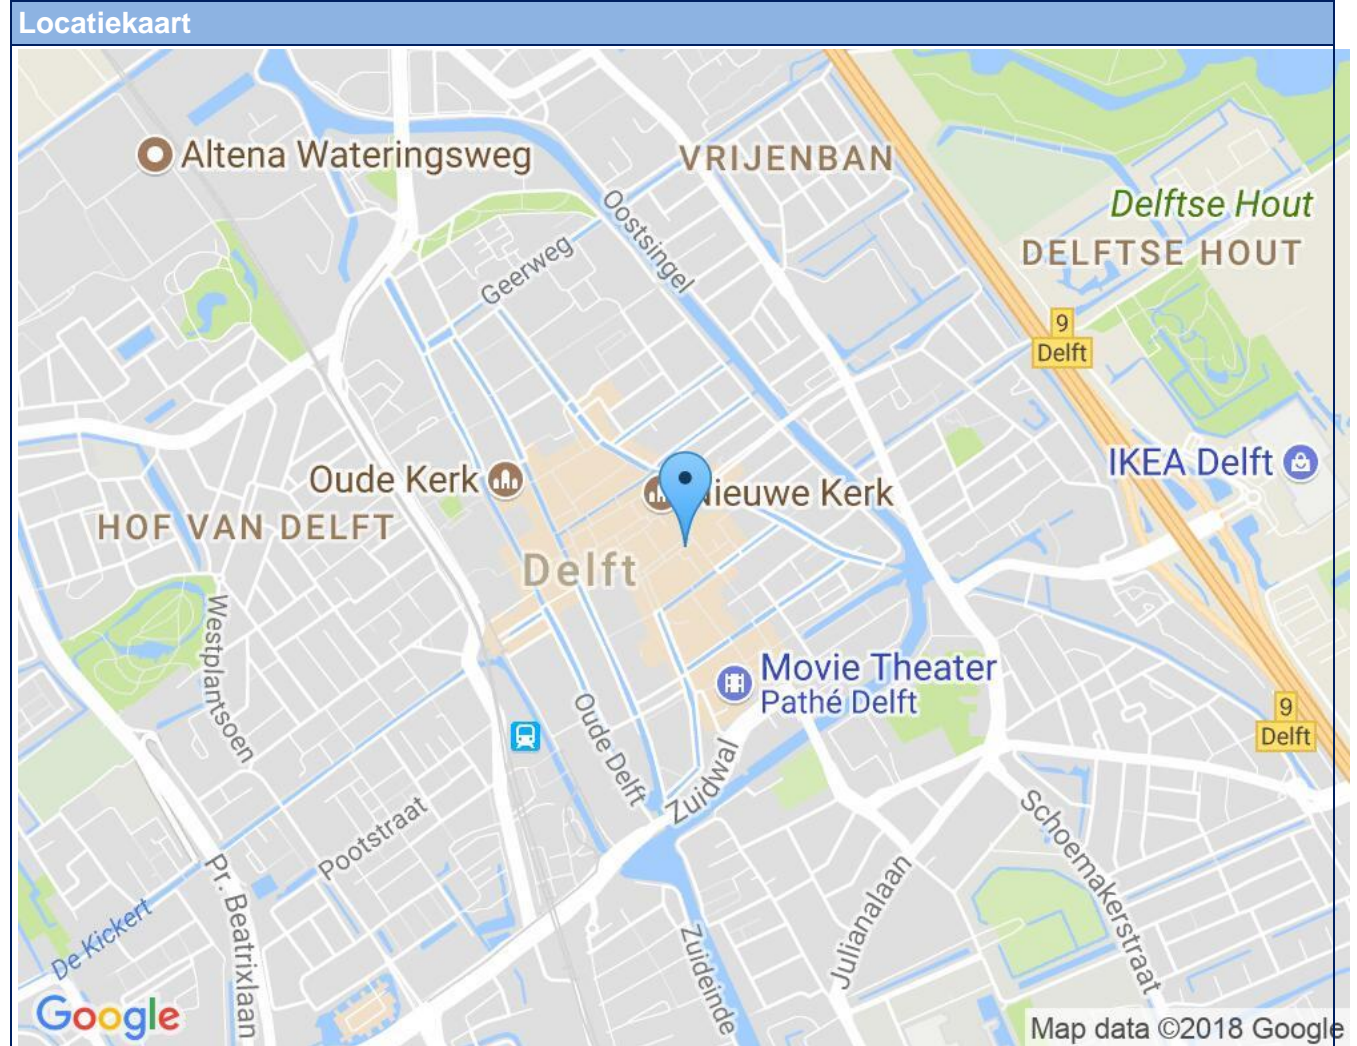 Locatiekaart
Altena Wateringsweg
VRIJENBAN
Oostsingel
Delftse Hout
DELFTSE HOUT
Geerweg
9
Delft
IKEA Delft
Oude Kerk
ieuwe Kerk
HOF VAN DELFT
Delft
Westplantsoen
Movie Theater
Pathé Delft
Oude Delft
9
Delft
Zuidwal
Pootstraat
Schoemakerstraat
Pr. Beatrixlaan
Julianalaan
De Kickert
Zuideinde
Google
Map data ©2018 Google